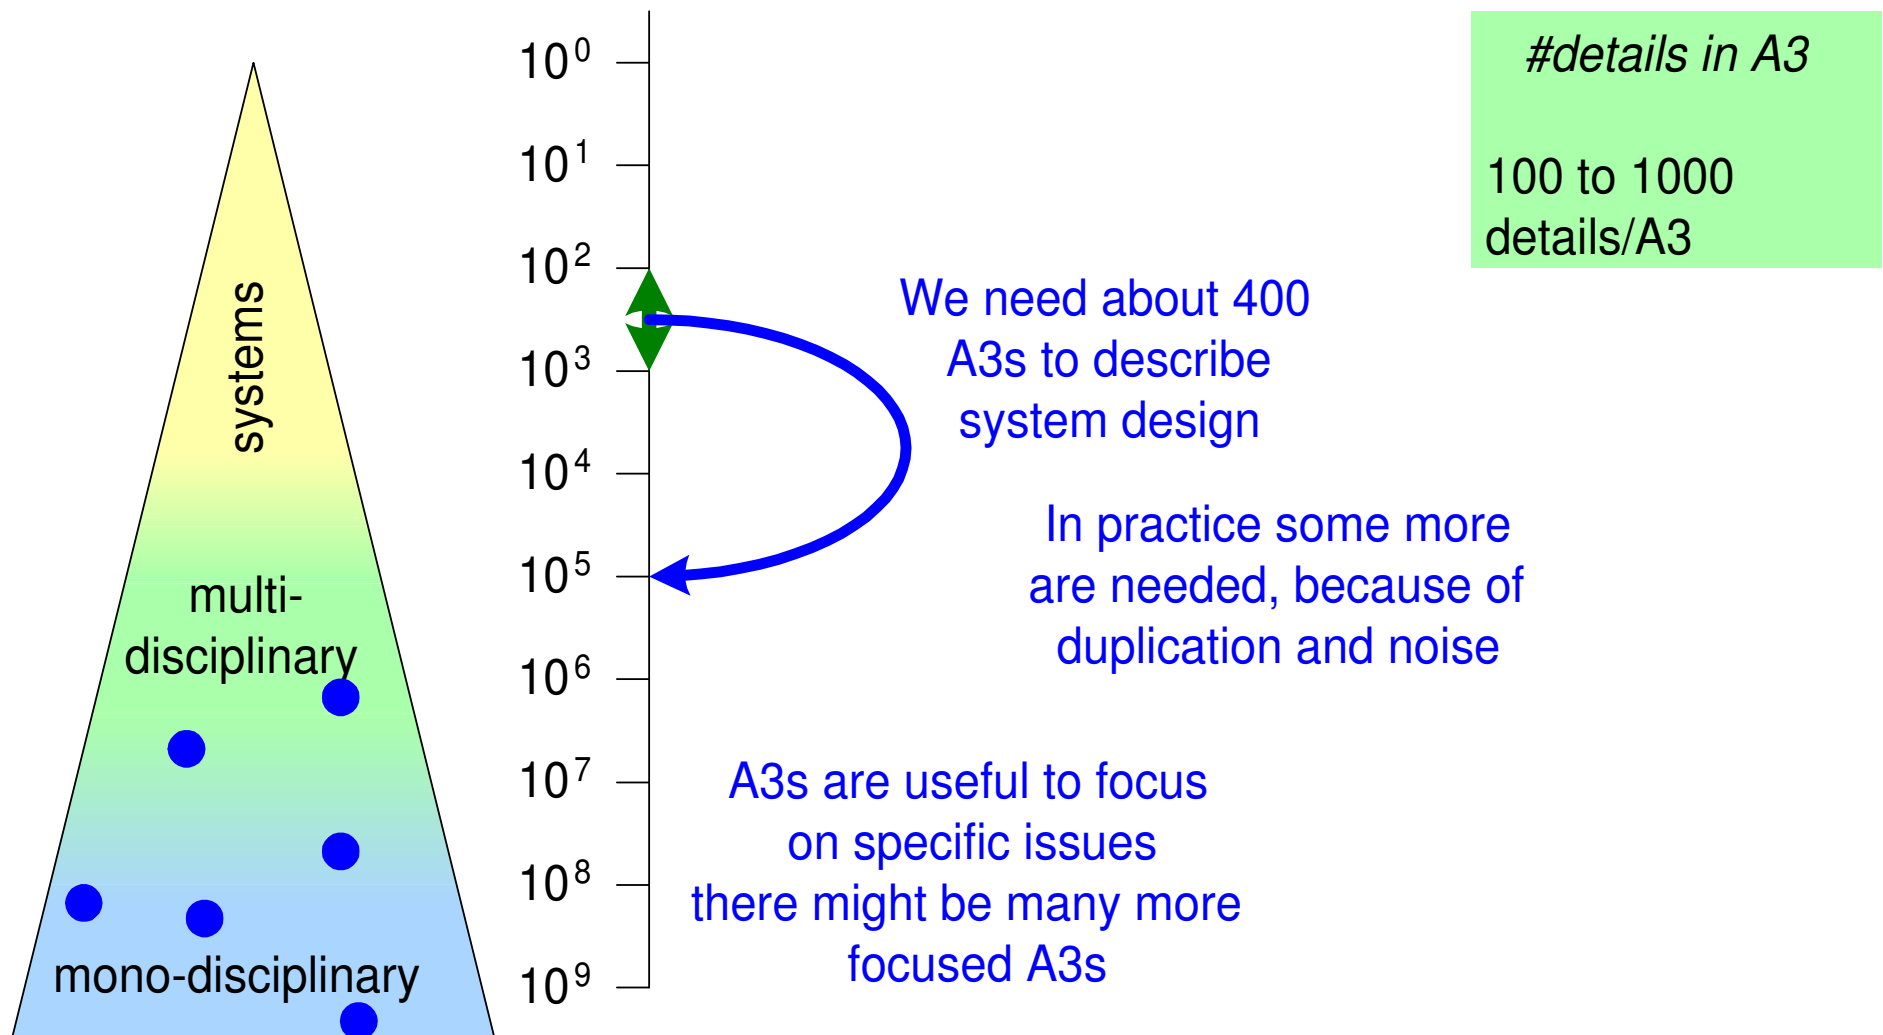 systems
multi-
disciplinary
mono-disciplinary
10⁰
10¹
10²
10³
10⁴
10⁵
10⁶
10⁷
10⁸
10⁹
We need about 400
A3s to describe
system design
In practice some more
are needed, because of
duplication and noise
A3s are useful to focus
on specific issues
there might be many more
focused A3s
#details in A3
100 to 1000
details/A3